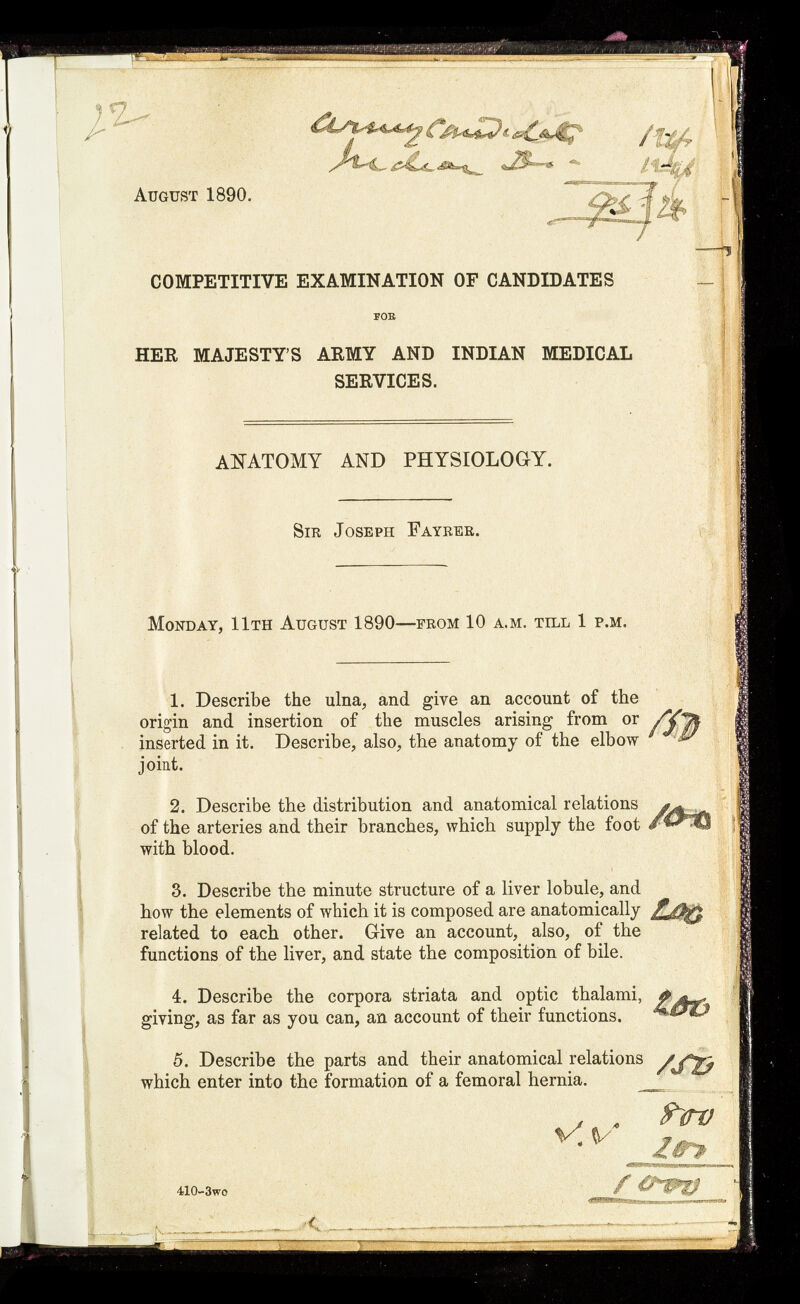 22
Army Candidates
Indian Do -
AUGUST 1890.
COMPETITIVE EXAMINATION OF CANDIDATES
FOR
HER MAJESTY'S ARMY AND INDIAN MEDICAL
SERVICES.
ANATOMY AND PHYSIOLOGY.
SIR JOSEPH FAYRER.
MONDAY, 11TH AUGUST 1890—FROM 10 A.M. TILL 1 P.M.
1. Describe the ulna, and give an account of the
origin and insertion of the muscles arising from or
inserted in it. Describe, also, the anatomy of the elbow
joint.
150
2. Describe the distribution and anatomical relations
of the arteries and their branches, which supply the foot
with blood.
100
3. Describe the minute structure of a liver lobule, and
how the elements of which it is composed are anatomically
related to each other. Give an account, also, of the
functions of the liver, and state the composition of bile.
200
4. Describe the corpora striata and optic thalami,
giving, as far as you can, an account of their functions.
200
5. Describe the parts and their anatomical relations
which enter into the formation of a femoral hernia.
150
800
V.V. 200
1000
410-3wo